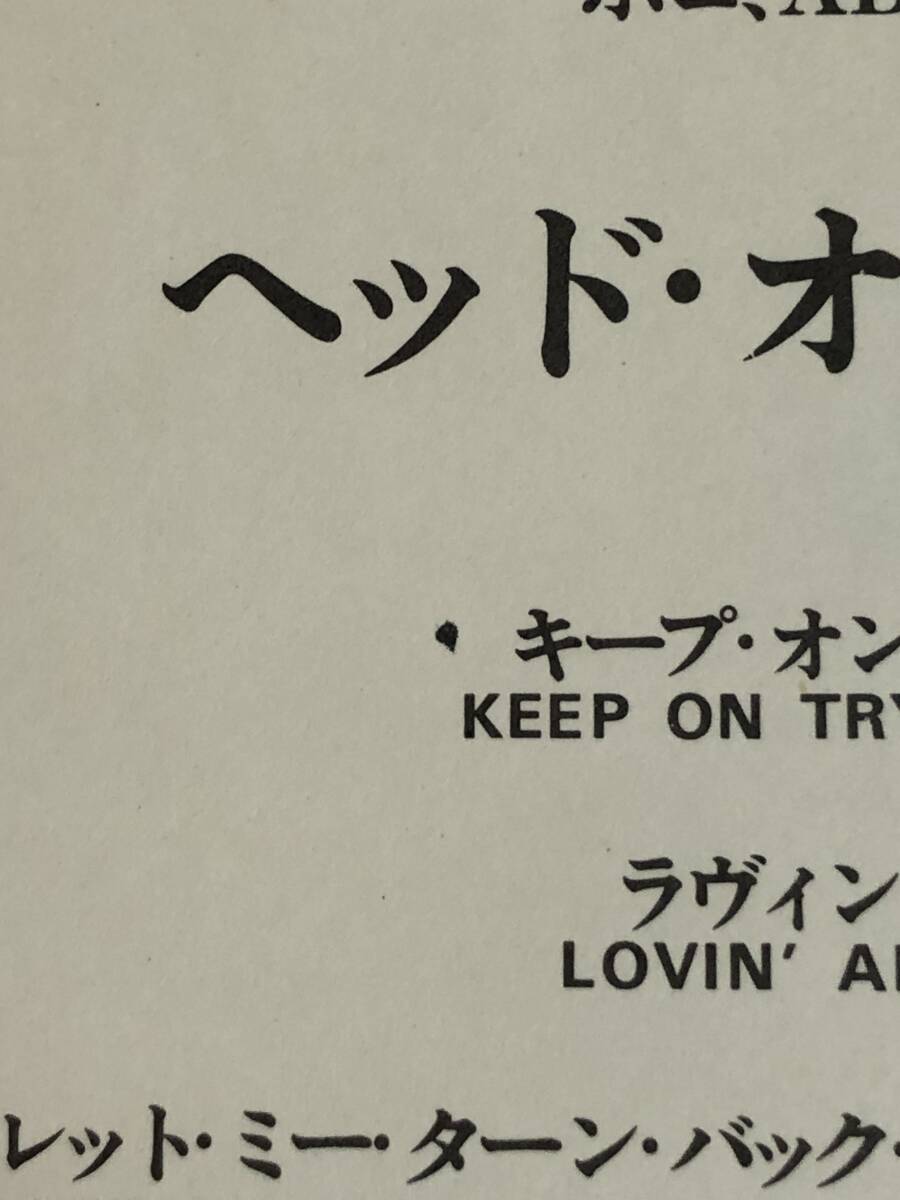 ヘッド・オ
キープ・オン
KEEP ON TRY
ラヴィン
LOVIN' A
レット・ミー・ターン・バック・